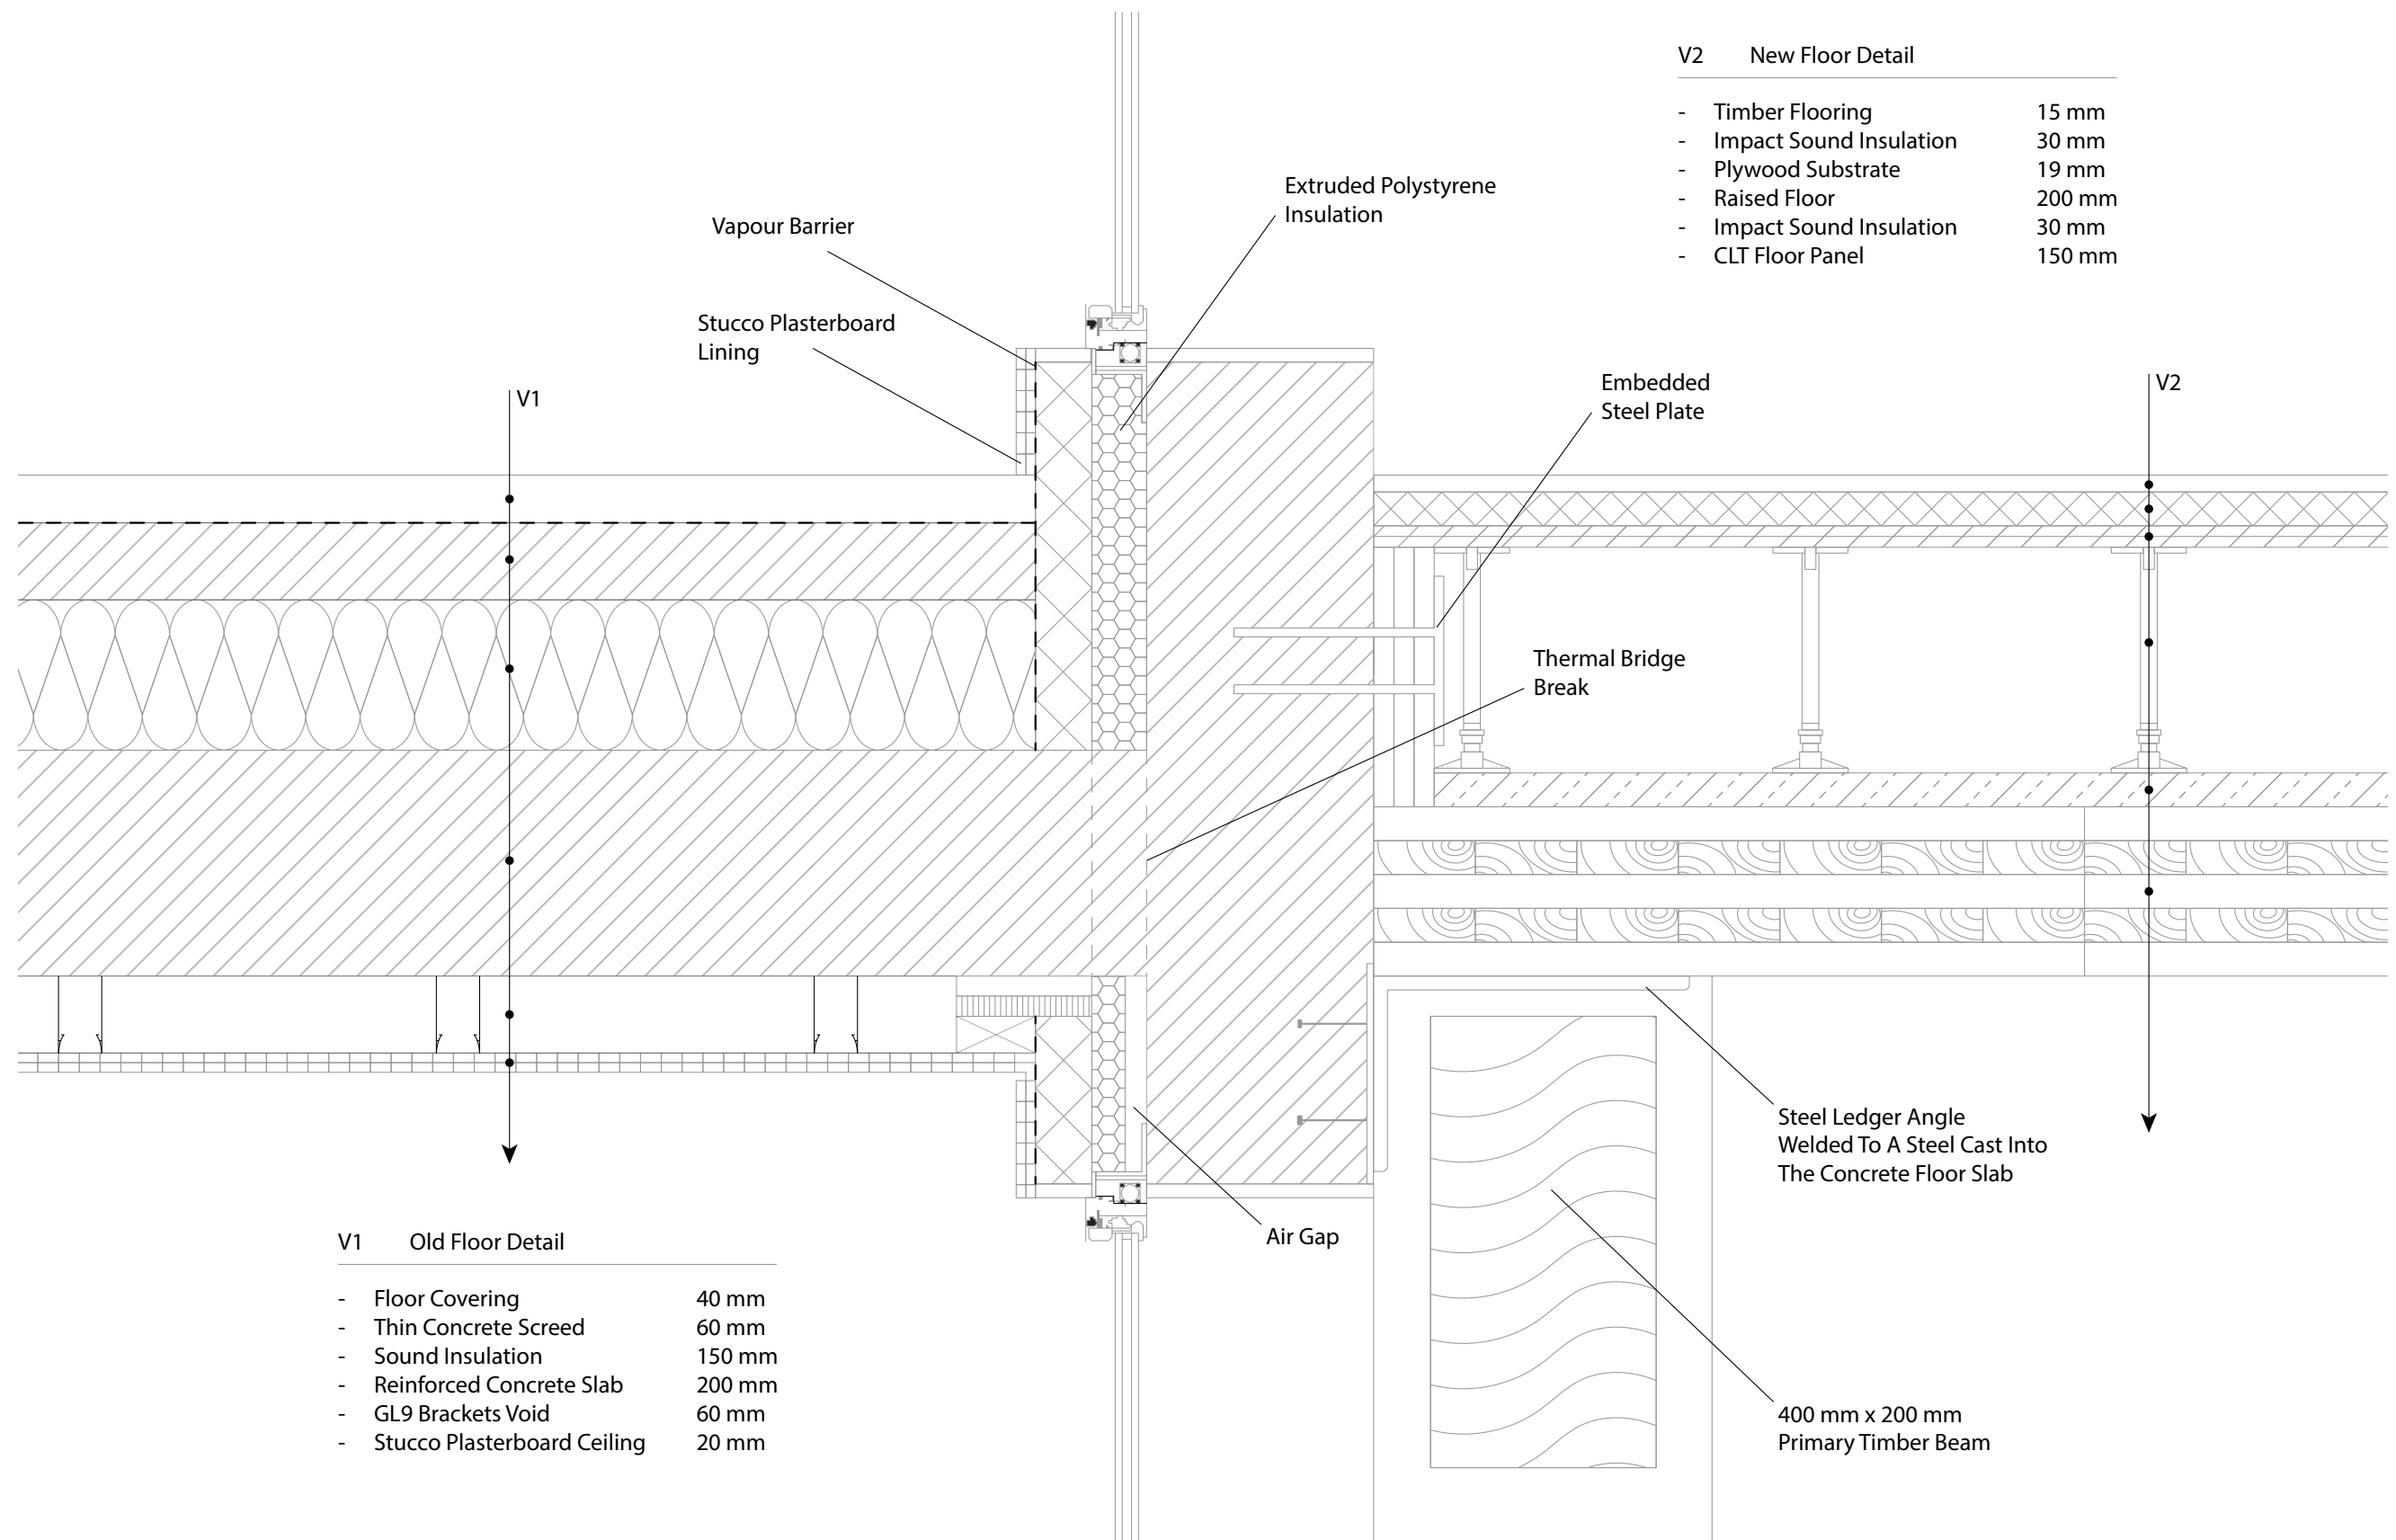 V2 New Floor Detail
- Timber Flooring 15 mm
- Impact Sound Insulation 30 mm
- Plywood Substrate 19 mm
- Raised Floor 200 mm
- Impact Sound Insulation 30 mm
- CLT Floor Panel 150 mm
Extruded Polystyrene
Insulation
Vapour Barrier
Stucco Plasterboard
Lining
V1
Embedded
Steel Plate
V2
Thermal Bridge
Break
Steel Ledger Angle
Welded To A Steel Cast Into
The Concrete Floor Slab
Air Gap
V1 Old Floor Detail
- Floor Covering 40 mm
- Thin Concrete Screed 60 mm
- Sound Insulation 150 mm
- Reinforced Concrete Slab 200 mm
- GL9 Brackets Void 60 mm
- Stucco Plasterboard Ceiling 20 mm
400 mm x 200 mm
Primary Timber Beam